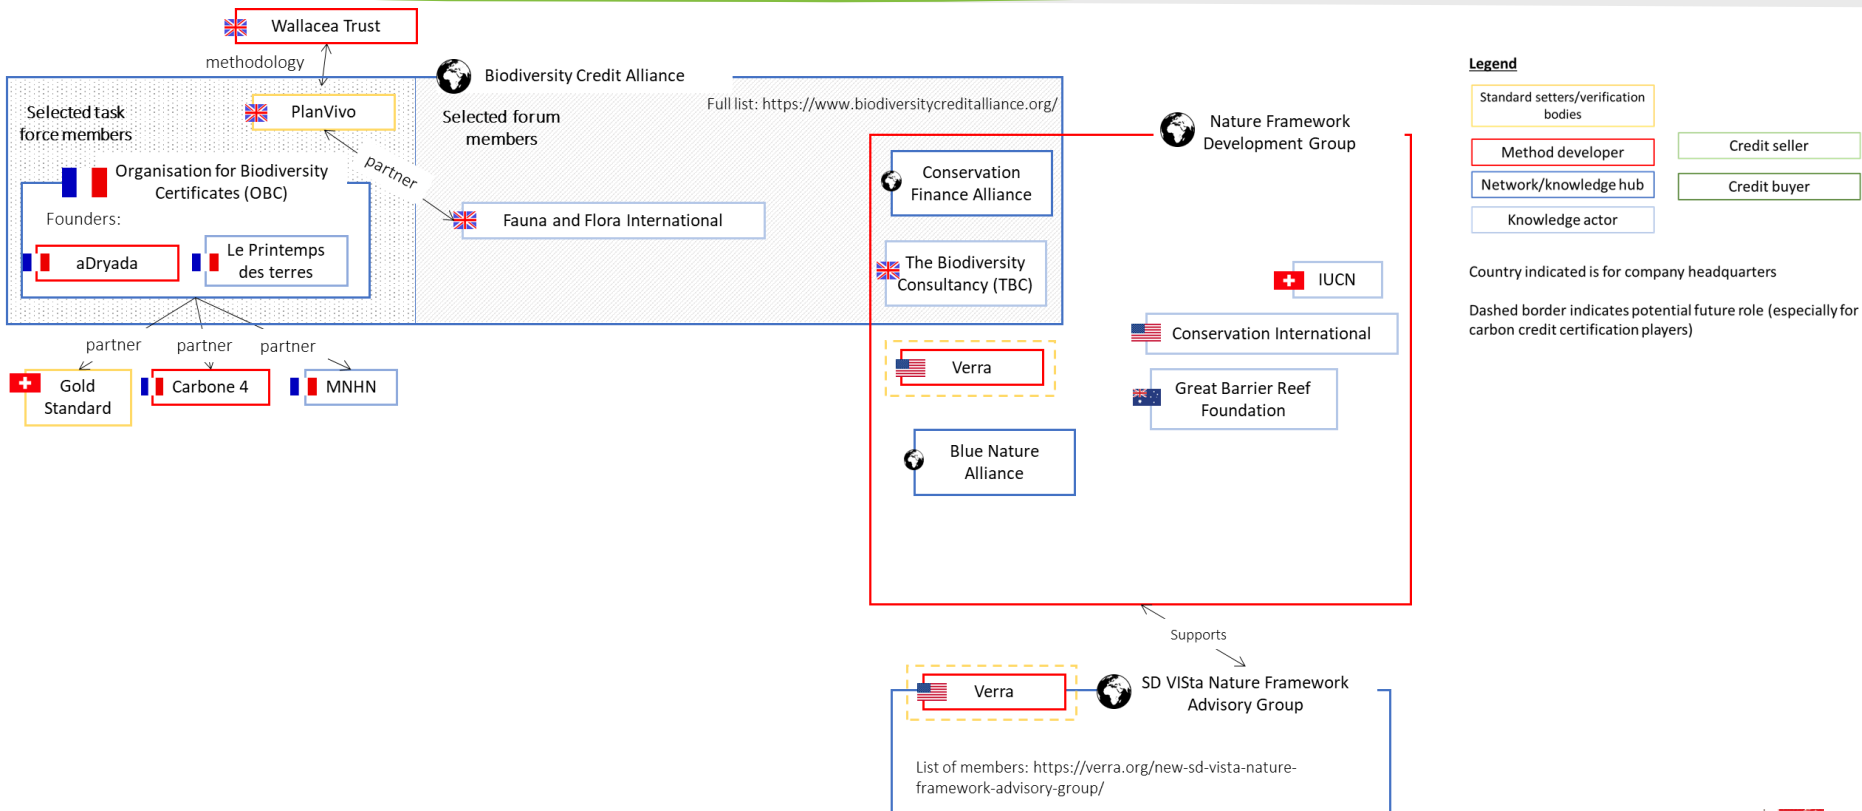 Wallacea Trust
methodology
Biodiversity Credit Alliance
Full list: https://www.biodiversitycreditalliance.org/
Selected task
force members
PlanVivo
Selected forum
members
partner
Organisation for Biodiversity
Certificates (OBC)
Founders:
aDryada
Le Printemps
des terres
Fauna and Flora International
partner
partner
partner
Gold
Standard
Carbone 4
MNHN
Nature Framework
Development Group
Conservation
Finance Alliance
The Biodiversity
Consultancy (TBC)
IUCN
Conservation International
Verra
Great Barrier Reef
Foundation
Blue Nature
Alliance
Supports
Verra
SD VISta Nature Framework
Advisory Group
List of members: https://verra.org/new-sd-vista-nature-
framework-advisory-group/
Legend
Standard setters/verification
bodies
Method developer
Credit seller
Network/knowledge hub
Credit buyer
Knowledge actor
Country indicated is for company headquarters
Dashed border indicates potential future role (especially for
carbon credit certification players)